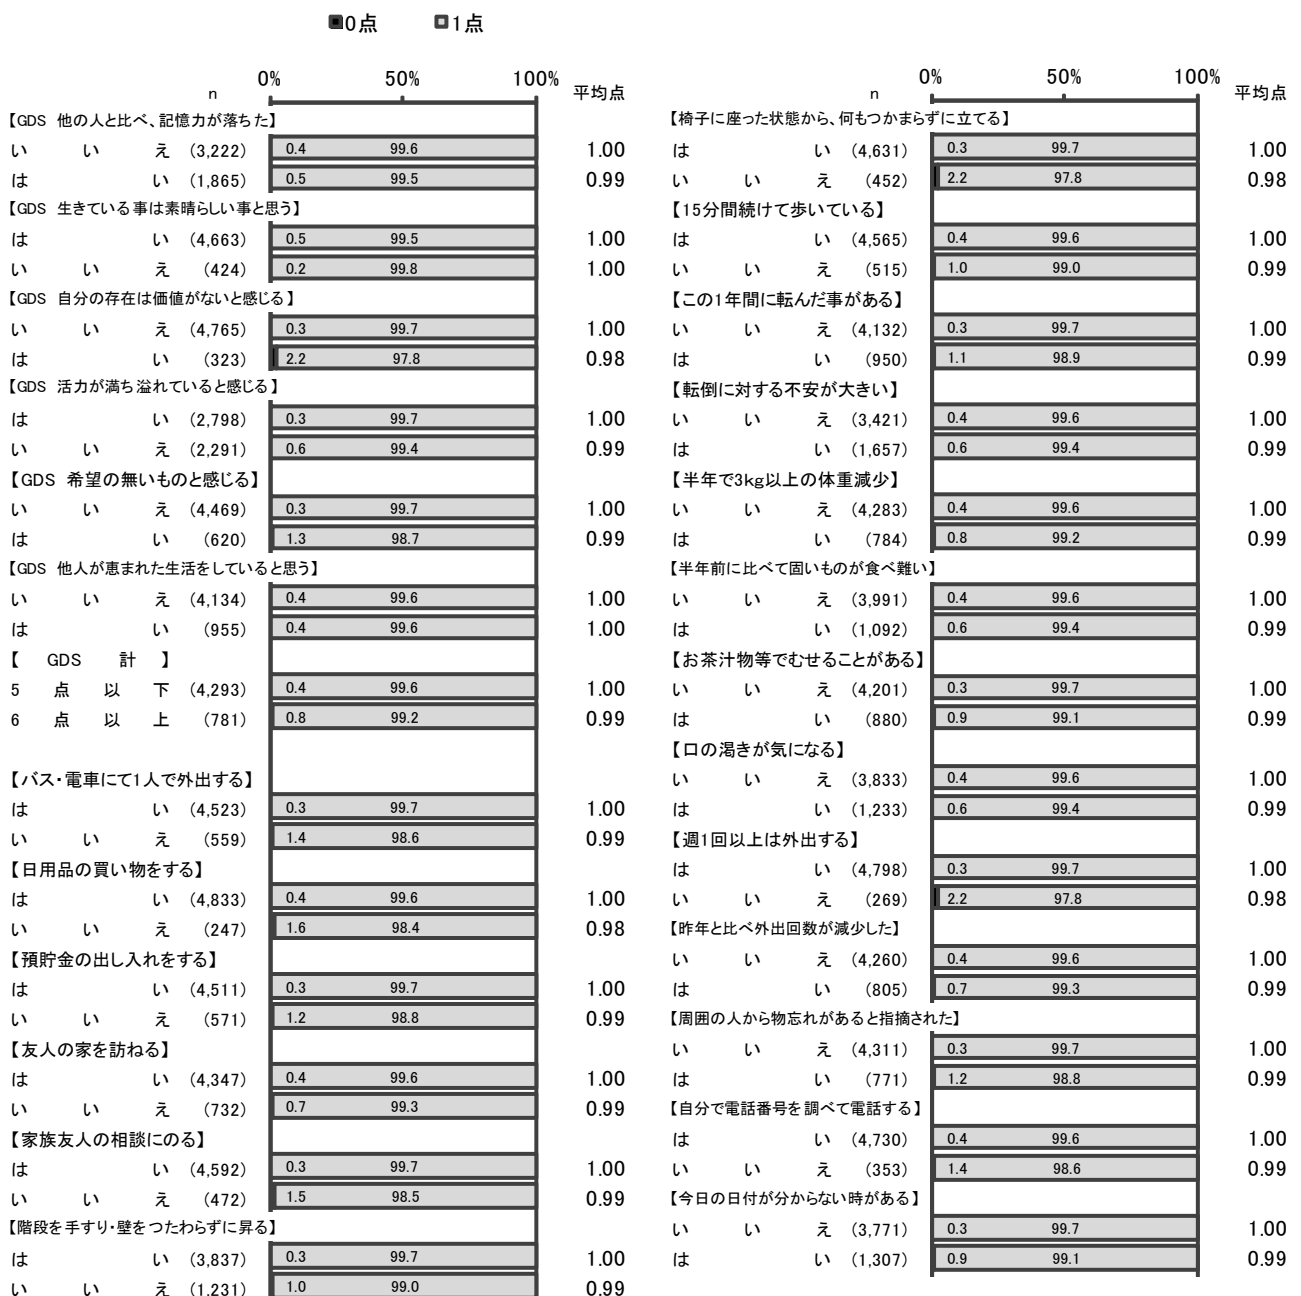 ■0点 □1点
0% 50% 100%
n 平均点
【GDS 他の人と比べ、記憶力が落ちた】
い い え (3,222) 0.4 99.6 1.00
は い (1,865) 0.5 99.5 0.99
【GDS 生きている事は素晴らしい事と思う】
は い (4,663) 0.5 99.5 1.00
い い え (424) 0.2 99.8 1.00
【GDS 自分の存在は価値がないと感じる】
い い え (4,765) 0.3 99.7 1.00
は い (323) 2.2 97.8 0.98
【GDS 活力が満ち溢れていると感じる】
は い (2,798) 0.3 99.7 1.00
い い え (2,291) 0.6 99.4 0.99
【GDS 希望の無いものと感じる】
い い え (4,469) 0.3 99.7 1.00
は い (620) 1.3 98.7 0.99
【GDS 他人が恵まれた生活をしていると思う】
い い え (4,134) 0.4 99.6 1.00
は い (955) 0.4 99.6 1.00
【 GDS 計 】
5 点 以 下 (4,293) 0.4 99.6 1.00
6 点 以 上 (781) 0.8 99.2 0.99
【バス・電車にて1人で外出する】
は い (4,523) 0.3 99.7 1.00
い い え (559) 1.4 98.6 0.99
【日用品の買い物をする】
は い (4,833) 0.4 99.6 1.00
い い え (247) 1.6 98.4 0.98
【預貯金の出し入れをする】
は い (4,511) 0.3 99.7 1.00
い い え (571) 1.2 98.8 0.99
【友人の家を訪ねる】
は い (4,347) 0.4 99.6 1.00
い い え (732) 0.7 99.3 0.99
【家族友人の相談にのる】
は い (4,592) 0.3 99.7 1.00
い い え (472) 1.5 98.5 0.99
【階段を手すり・壁をつたわらずに昇る】
は い (3,837) 0.3 99.7 1.00
い い え (1,231) 1.0 99.0 0.99
0% 50% 100%
n 平均点
【椅子に座った状態から、何もつかまらずに立てる】
は い (4,631) 0.3 99.7 1.00
い い え (452) 2.2 97.8 0.98
【15分間続けて歩いている】
は い (4,565) 0.4 99.6 1.00
い い え (515) 1.0 99.0 0.99
【この1年間に転んだ事がある】
い い え (4,132) 0.3 99.7 1.00
は い (950) 1.1 98.9 0.99
【転倒に対する不安が大きい】
い い え (3,421) 0.4 99.6 1.00
は い (1,657) 0.6 99.4 0.99
【半年で3kg以上の体重減少】
い い え (4,283) 0.4 99.6 1.00
は い (784) 0.8 99.2 0.99
【半年前に比べて固いものが食べ難い】
い い え (3,991) 0.4 99.6 1.00
は い (1,092) 0.6 99.4 0.99
【お茶汁物等でむせることがある】
い い え (4,201) 0.3 99.7 1.00
は い (880) 0.9 99.1 0.99
【口の渇きが気になる】
い い え (3,833) 0.4 99.6 1.00
は い (1,233) 0.6 99.4 0.99
【週1回以上は外出する】
は い (4,798) 0.3 99.7 1.00
い い え (269) 2.2 97.8 0.98
【昨年と比べ外出回数が減少した】
い い え (4,260) 0.4 99.6 1.00
は い (805) 0.7 99.3 0.99
【周囲の人から物忘れがあると指摘された】
い い え (4,311) 0.3 99.7 1.00
は い (771) 1.2 98.8 0.99
【自分で電話番号を調べて電話する】
は い (4,730) 0.4 99.6 1.00
い い え (353) 1.4 98.6 0.99
【今日の日付が分からない時がある】
い い え (3,771) 0.3 99.7 1.00
は い (1,307) 0.9 99.1 0.99